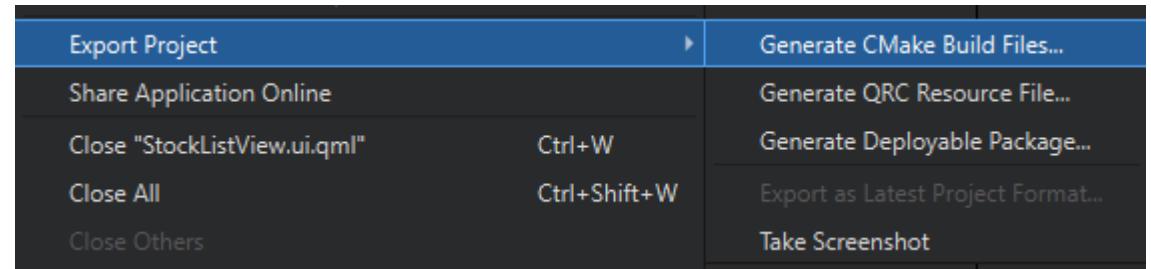 Export Project
Share Application Online
Close "StockListView.ui.qml" Ctrl+W
Close All Ctrl+Shift+W
Close Others
Generate CMake Build Files...
Generate QRC Resource File...
Generate Deployable Package...
Export as Latest Project Format...
Take Screenshot